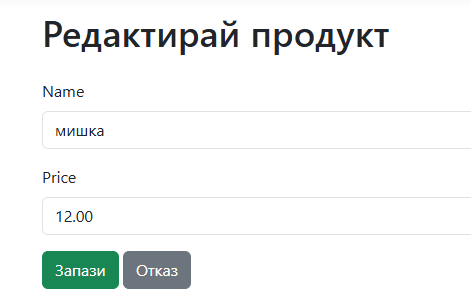 Редактирай продукт
Name
мишка
Price
12.00
Запази Отказ